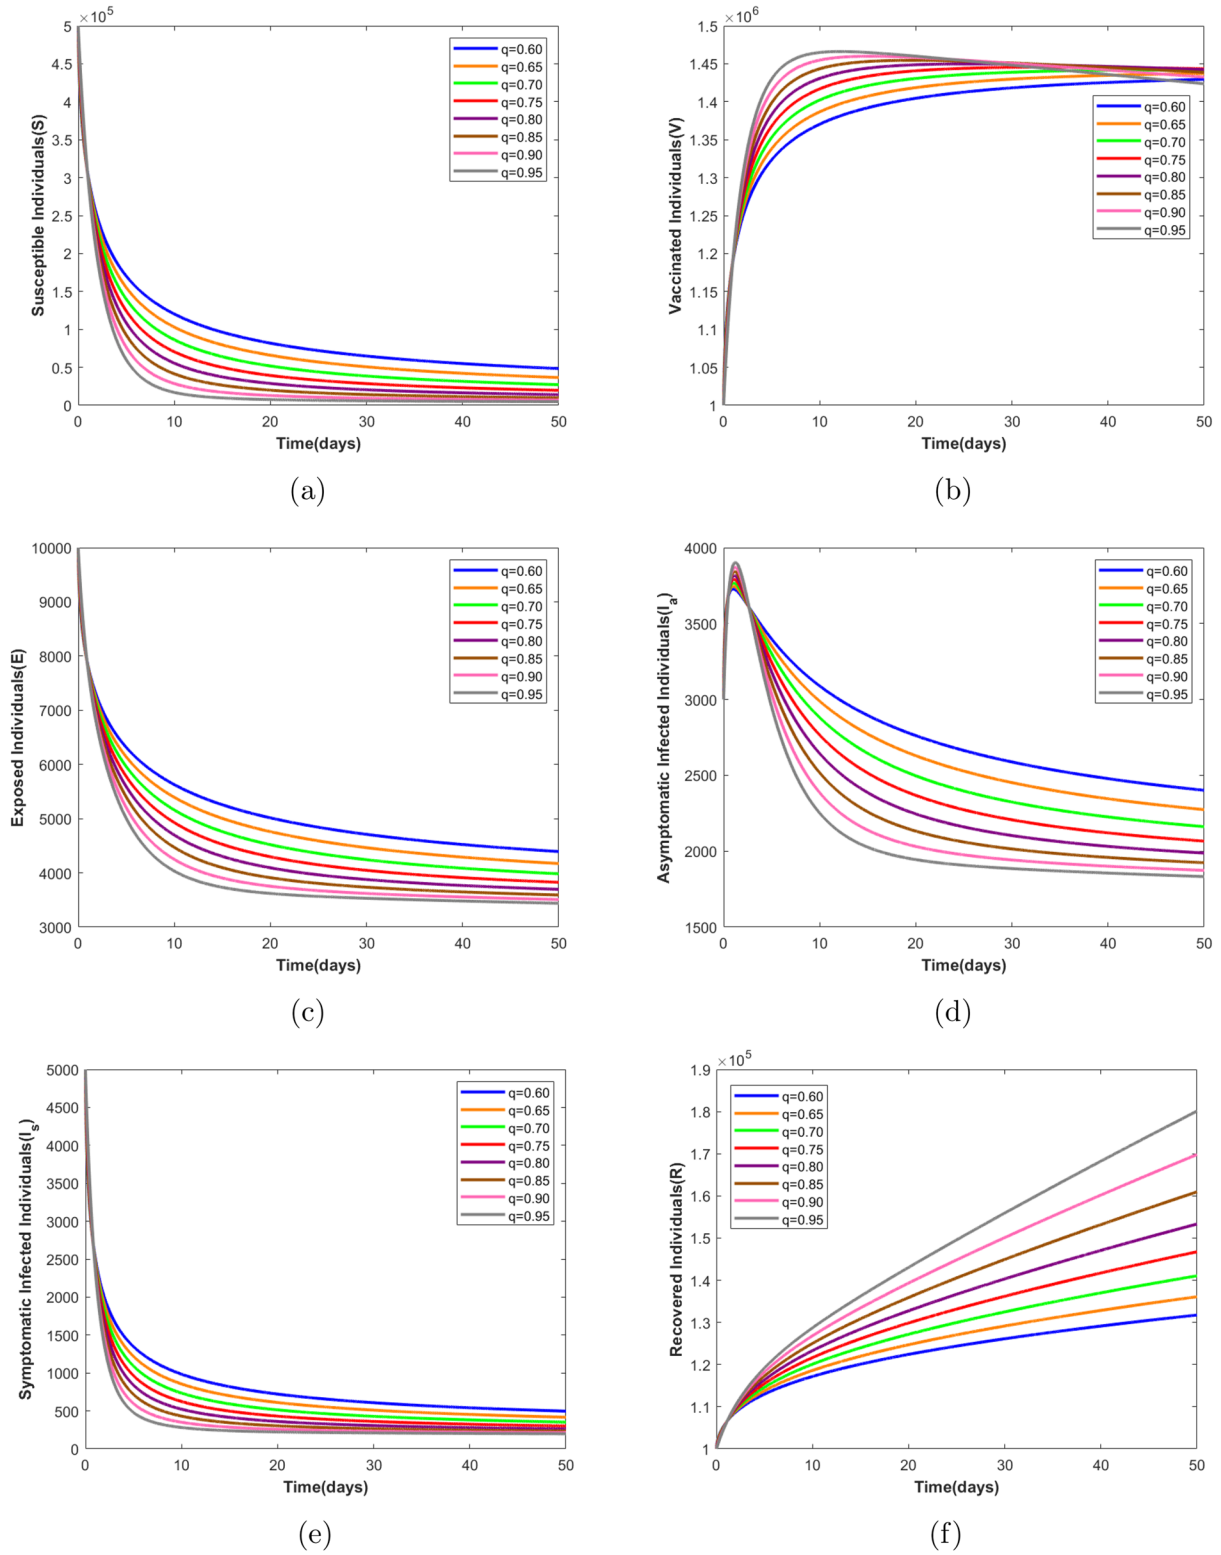 ×10^5
5
4.5
4
3.5
3
2.5
2
1.5
1
0.5
0
Susceptible Individuals(S)
q=0.60
q=0.65
q=0.70
q=0.75
q=0.80
q=0.85
q=0.90
q=0.95
0 10 20 30 40 50
Time(days)
(a)
×10^6
1.5
1.45
1.4
1.35
1.3
1.25
1.2
1.15
1.1
1.05
1
Vaccinated Individuals(V)
q=0.60
q=0.65
q=0.70
q=0.75
q=0.80
q=0.85
q=0.90
q=0.95
0 10 20 30 40 50
Time(days)
(b)
10000
9000
8000
7000
6000
5000
4000
3000
Exposed Individuals(E)
q=0.60
q=0.65
q=0.70
q=0.75
q=0.80
q=0.85
q=0.90
q=0.95
0 10 20 30 40 50
Time(days)
(c)
4000
3500
3000
2500
2000
1500
Asymptomatic Infected Individuals(I_a)
q=0.60
q=0.65
q=0.70
q=0.75
q=0.80
q=0.85
q=0.90
q=0.95
0 10 20 30 40 50
Time(days)
(d)
5000
4500
4000
3500
3000
2500
2000
1500
1000
500
0
Symptomatic Infected Individuals(I_s)
q=0.60
q=0.65
q=0.70
q=0.75
q=0.80
q=0.85
q=0.90
q=0.95
0 10 20 30 40 50
Time(days)
(e)
×10^5
1.9
1.8
1.7
1.6
1.5
1.4
1.3
1.2
1.1
1
Recovered Individuals(R)
q=0.60
q=0.65
q=0.70
q=0.75
q=0.80
q=0.85
q=0.90
q=0.95
0 10 20 30 40 50
Time(days)
(f)